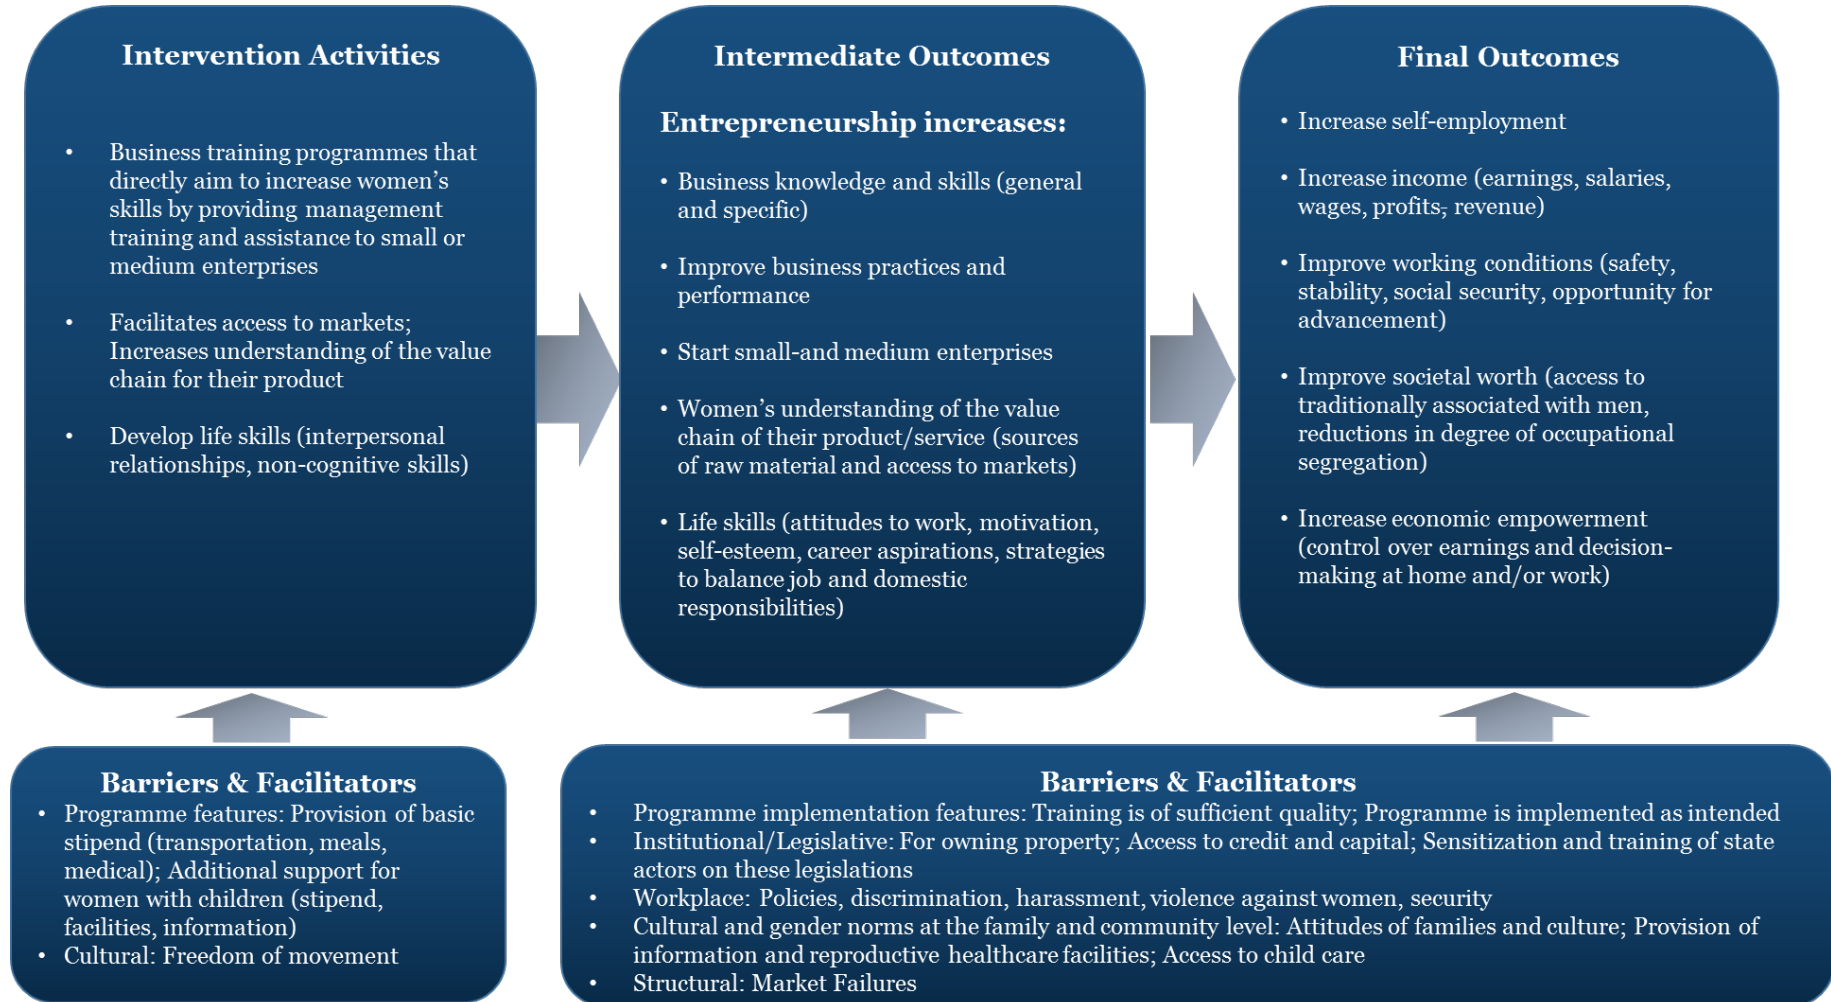 Intervention Activities
• Business training programmes that
directly aim to increase women’s
skills by providing management
training and assistance to small or
medium enterprises
• Facilitates access to markets;
Increases understanding of the value
chain for their product
• Develop life skills (interpersonal
relationships, non-cognitive skills)
Intermediate Outcomes
Entrepreneurship increases:
• Business knowledge and skills (general
and specific)
• Improve business practices and
performance
• Start small-and medium enterprises
• Women’s understanding of the value
chain of their product/service (sources
of raw material and access to markets)
• Life skills (attitudes to work, motivation,
self-esteem, career aspirations, strategies
to balance job and domestic
responsibilities)
Final Outcomes
• Increase self-employment
• Increase income (earnings, salaries,
wages, profits, revenue)
• Improve working conditions (safety,
stability, social security, opportunity for
advancement)
• Improve societal worth (access to
traditionally associated with men,
reductions in degree of occupational
segregation)
• Increase economic empowerment
(control over earnings and decision-
making at home and/or work)
Barriers & Facilitators
• Programme features: Provision of basic
stipend (transportation, meals,
medical); Additional support for
women with children (stipend,
facilities, information)
• Cultural: Freedom of movement
Barriers & Facilitators
• Programme implementation features: Training is of sufficient quality; Programme is implemented as intended
• Institutional/Legislative: For owning property; Access to credit and capital; Sensitization and training of state
actors on these legislations
• Workplace: Policies, discrimination, harassment, violence against women, security
• Cultural and gender norms at the family and community level: Attitudes of families and culture; Provision of
information and reproductive healthcare facilities; Access to child care
• Structural: Market Failures